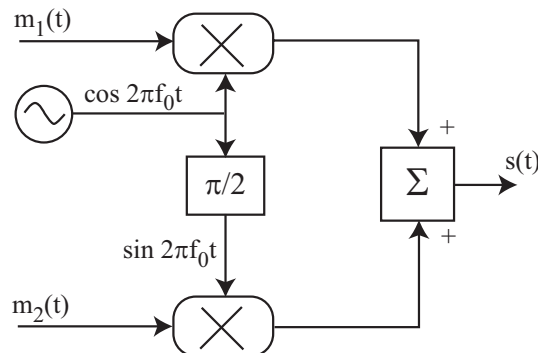 m₁(t)
cos 2πf₀t
+
π/2
Σ
s(t)
sin 2πf₀t
+
m₂(t)